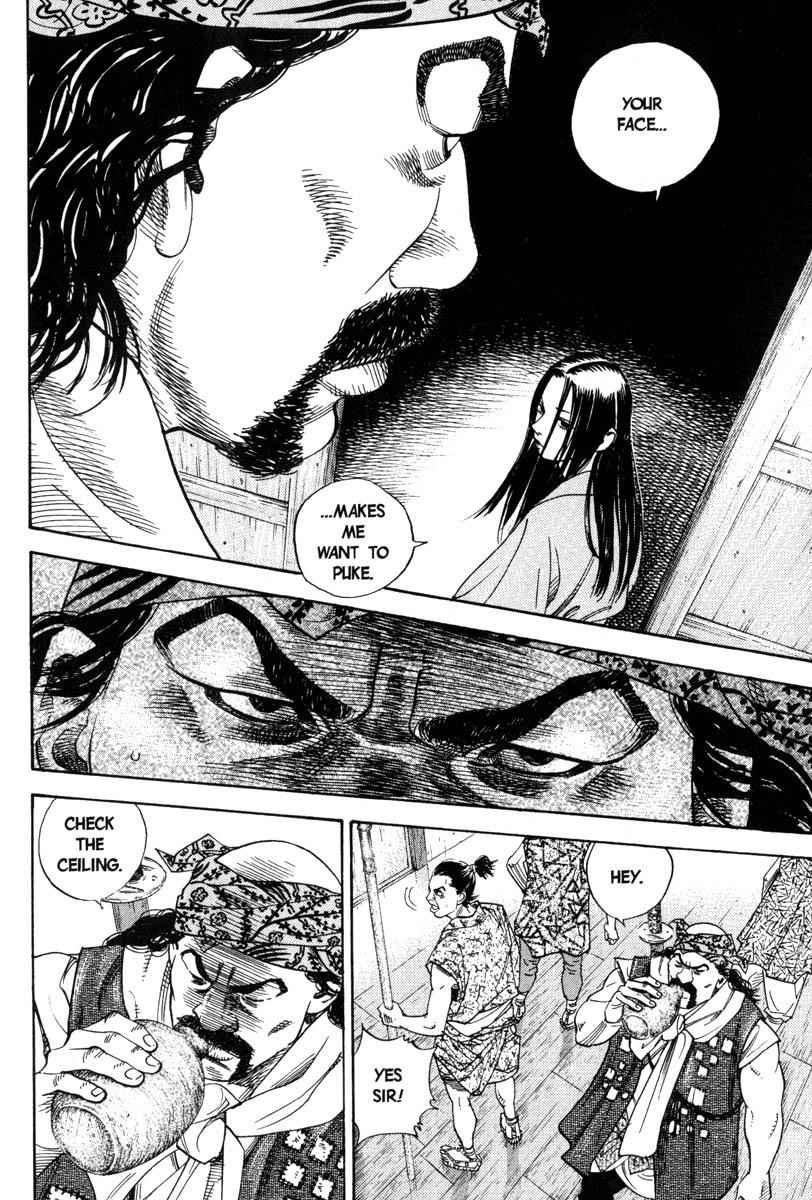 YOUR
FACE...
...MAKES
ME
WANT TO
PUKE.
HEY.
YES
SIR!
CHECK
THE
CEILING.